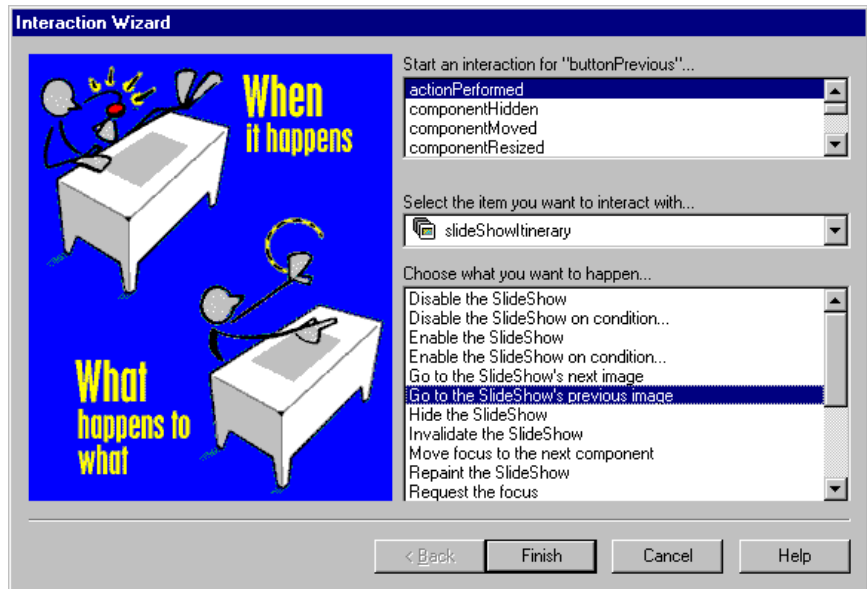 Interaction Wizard
When
it happens
What
happens to
what
Start an interaction for "buttonPrevious"...
actionPerformed
componentHidden
componentMoved
componentResized
Select the item you want to interact with...
slideShowItinerary
Choose what you want to happen...
Disable the SlideShow
Disable the SlideShow on condition...
Enable the SlideShow
Enable the SlideShow on condition...
Go to the SlideShow's next image
Go to the SlideShow's previous image
Hide the SlideShow
Invalidate the SlideShow
Move focus to the next component
Repaint the SlideShow
Request the focus
< Back Finish Cancel Help